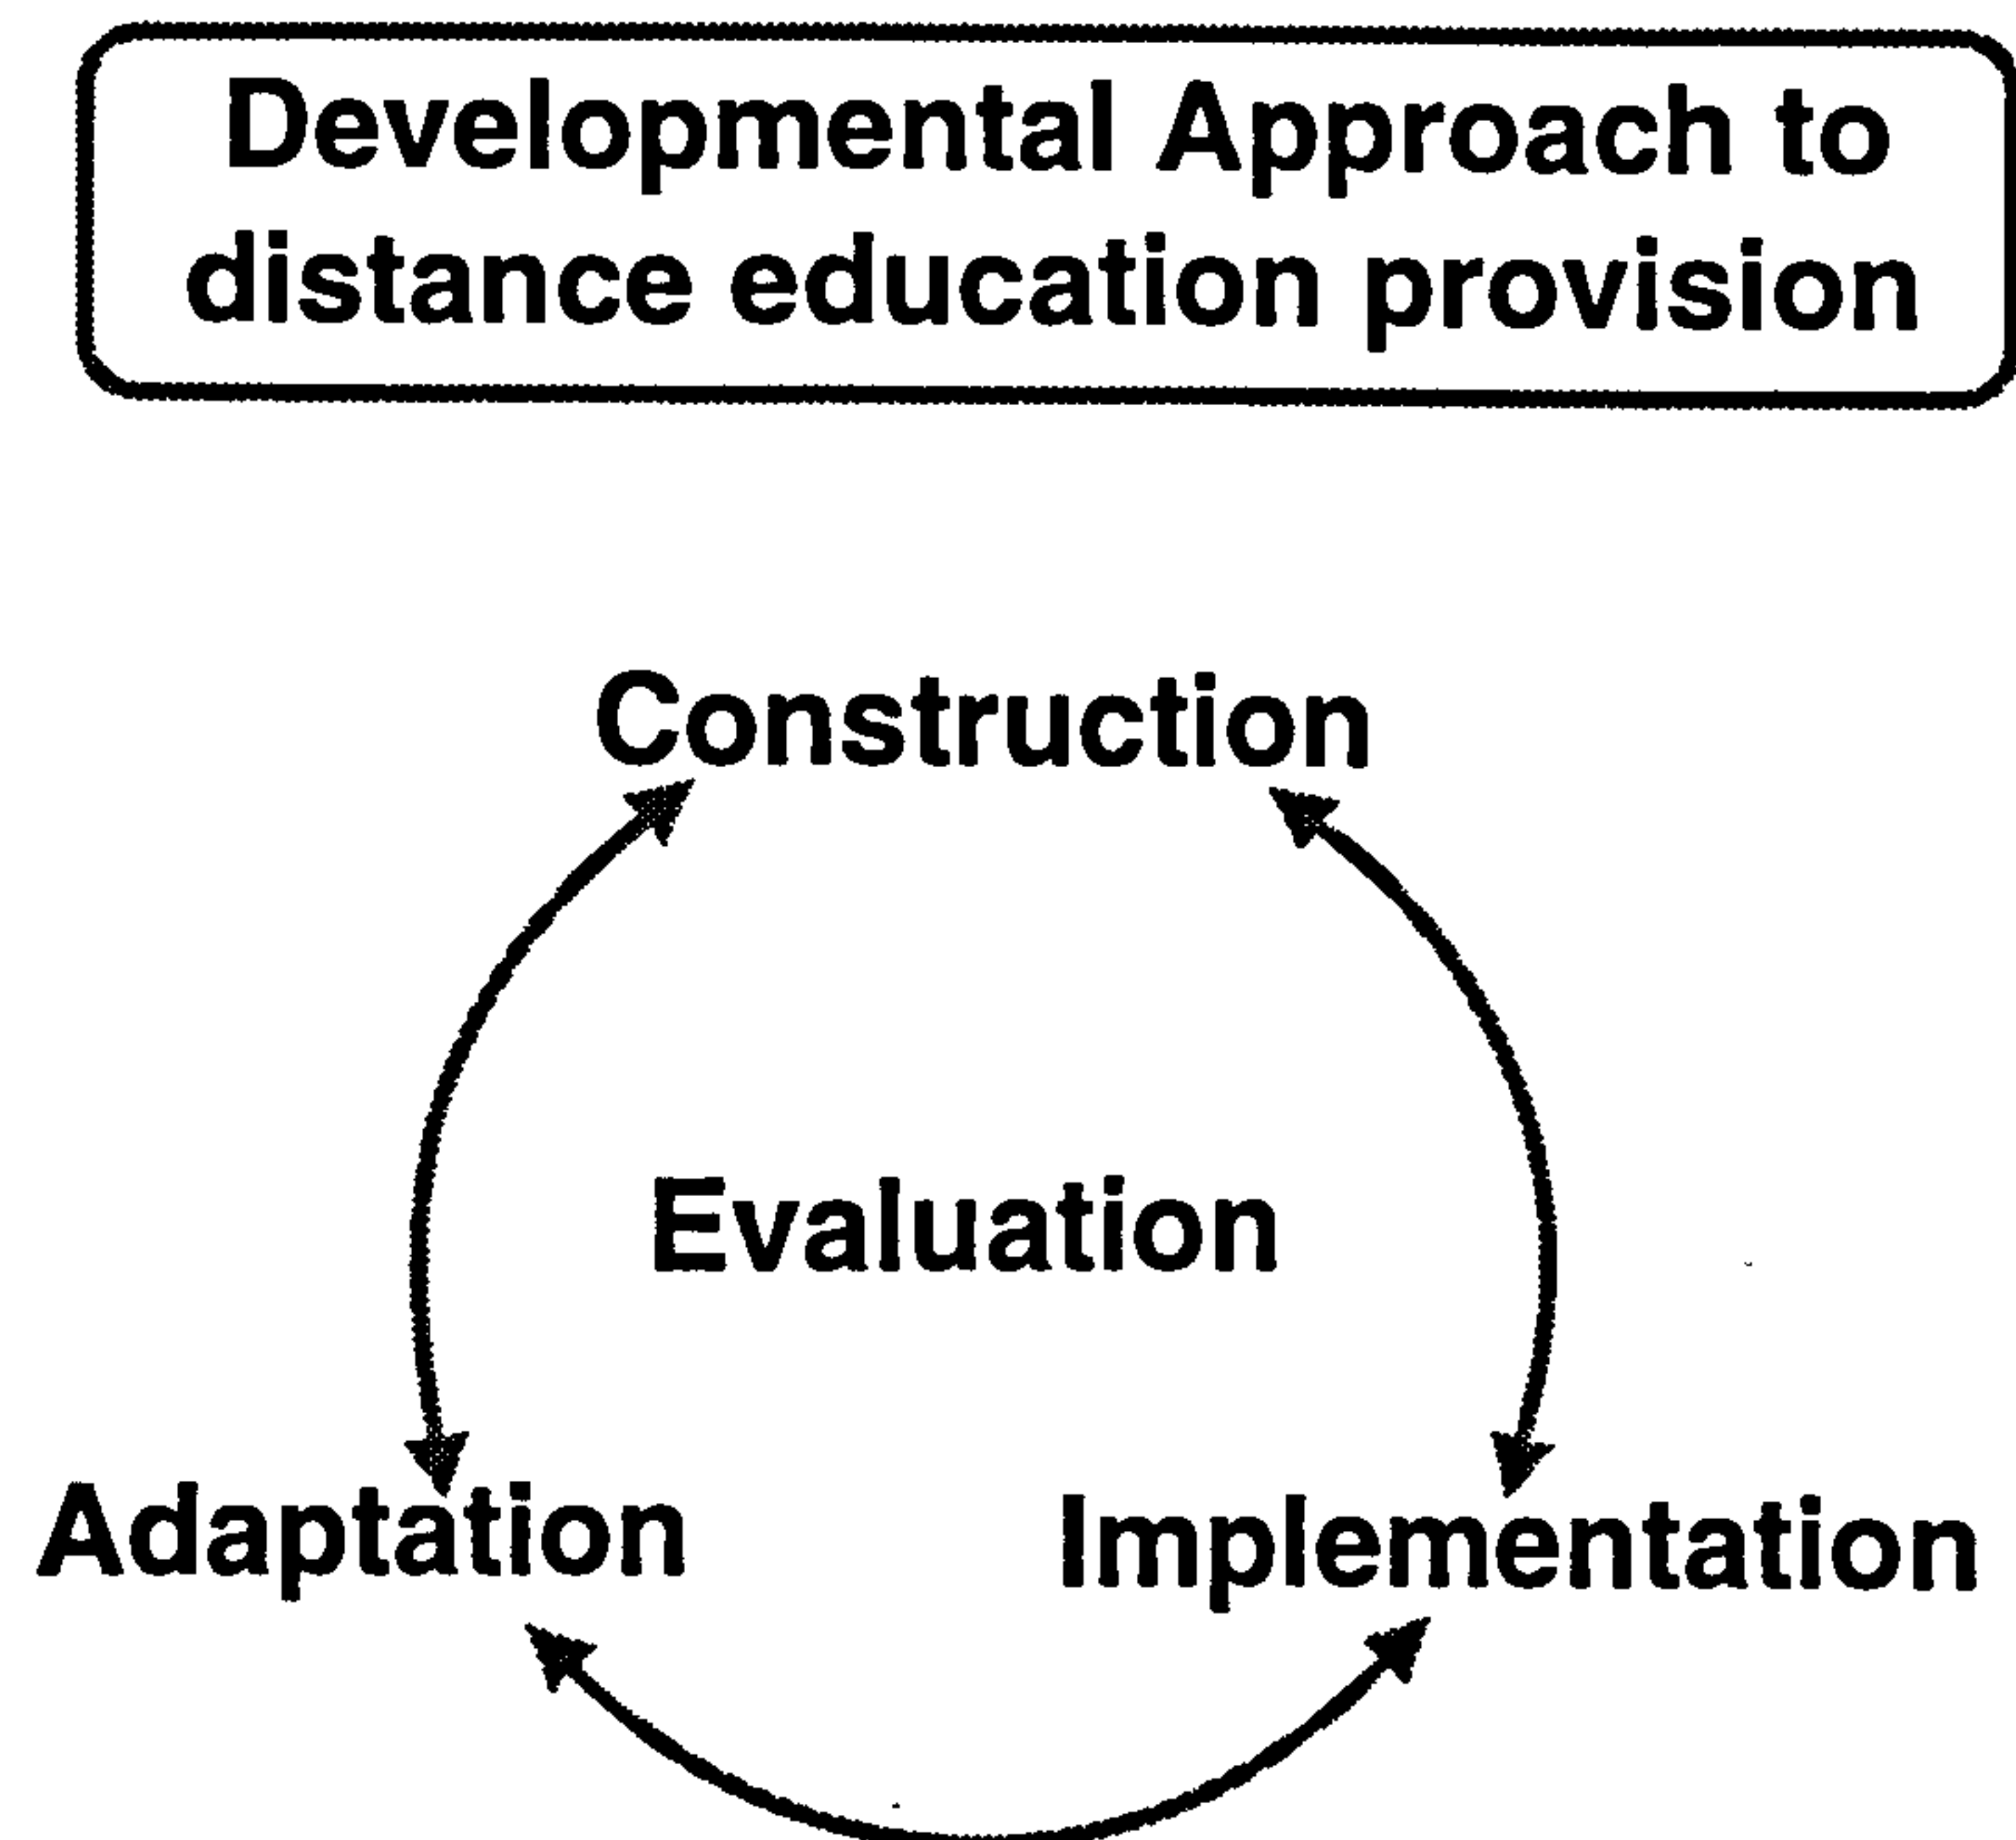 Developmental Approach to
distance education provision
Construction
Evaluation
Adaptation
Implementation